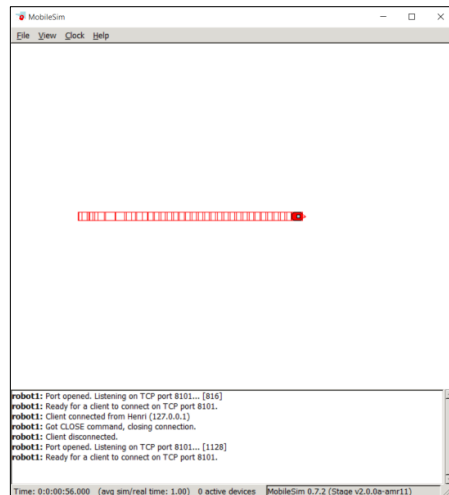 MobileSim
File View Clock Help
robot1: Port opened. Listening on TCP port 8101... [816]
robot1: Ready for a client to connect on TCP port 8101.
robot1: Client connected from Henri (127.0.0.1)
robot1: Got CLOSE command, closing connection.
robot1: Client disconnected.
robot1: Port opened. Listening on TCP port 8101... [1128]
robot1: Ready for a client to connect on TCP port 8101.
Time: 0:0:00:56.000 (avg sim/real time: 1.00) 0 active devices MobileSim 0.7.2 (Stage v2.0.0a-amr11)